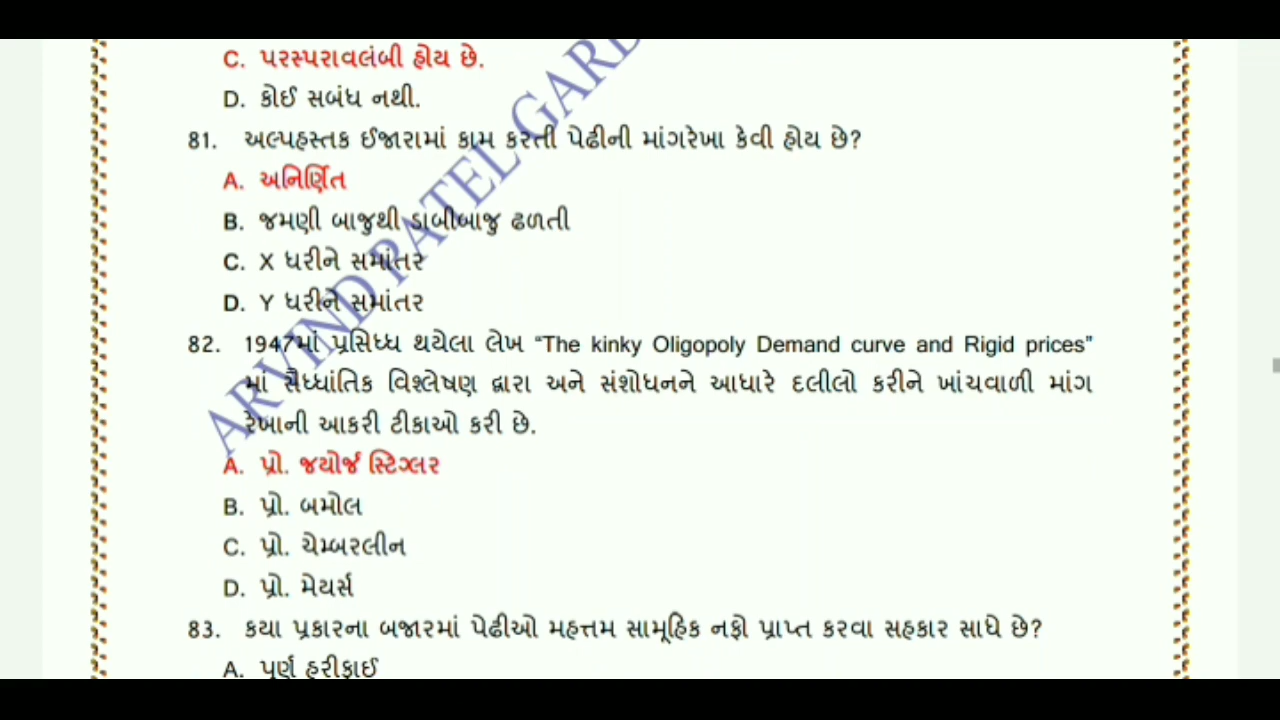 C. પરસ્પરાવલંબી હોય છે.
D. કોઈ સબંધ નથી.
81. અલ્પહસ્તક ઈજારામાં કામ કરતી પેઢીની માંગરેખા કેવી હોય છે?
A. અનિર્ણિત
B. જમણી બાજુથી ડાબીબાજુ ઢળતી
C. X ધરીને સમાંતર
D. Y ધરીને સમાંતર
82. 1947માં પ્રસિધ્ધ થયેલા લેખ “The kinky Oligopoly Demand curve and Rigid prices”
માં સૈધ્ધાંતિક વિશ્લેષણ દ્વારા અને સંશોધનને આધારે દલીલો કરીને ખાંચવાળી માંગ
રેખાની આકરી ટીકાઓ કરી છે.
A. પ્રો. જ્યોર્જ સ્ટિગ્લર
B. પ્રો. બમોલ
C. પ્રો. ચેમ્બરલીન
D. પ્રો. મેયર્સ
83. કયા પ્રકારના બજારમાં પેઢીઓ મહત્તમ સામૂહિક નફો પ્રાપ્ત કરવા સહકાર સાધે છે?
A. પૂર્ણ હરીફાઈ
ARVIND PATEL